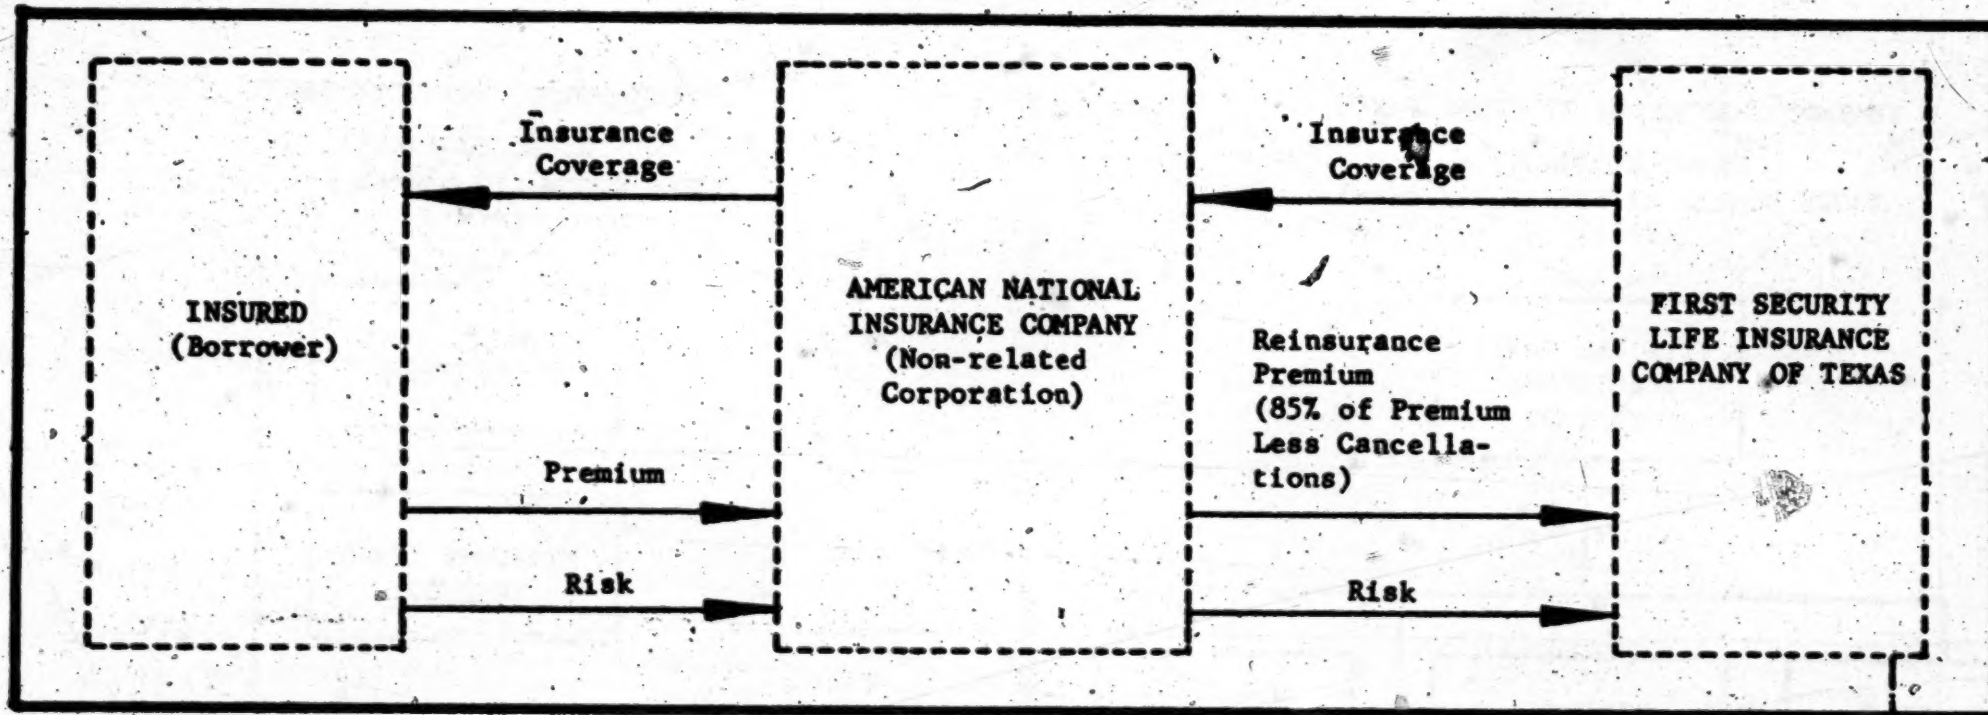 Insurance
Coverage
Insurance
Coverage
INSURED
(Borrower)
AMERICAN NATIONAL
INSURANCE COMPANY
(Non-related
Corporation)
Reinsurance
Premium
(85% of Premium
Less Cancella-
tions)
FIRST SECURITY
LIFE INSURANCE
COMPANY OF TEXAS
Premium
Risk
Risk